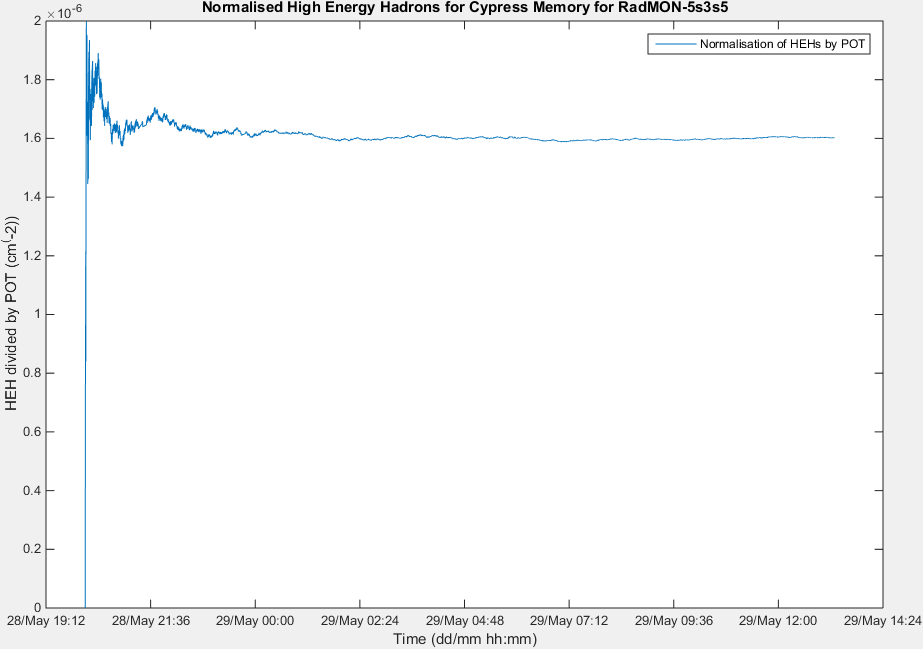 Normalised High Energy Hadrons for Cypress Memory for RadMON-5s3s5
×10⁻⁶
Normalisation of HEHs by POT
2
1.8
1.6
1.4
1.2
1
0.8
0.6
0.4
0.2
0
HEH divided by POT (cm⁽-2))
28/May 19:12 28/May 21:36 29/May 00:00 29/May 02:24 29/May 04:48 29/May 07:12 29/May 09:36 29/May 12:00 29/May 14:24
Time (dd/mm hh:mm)